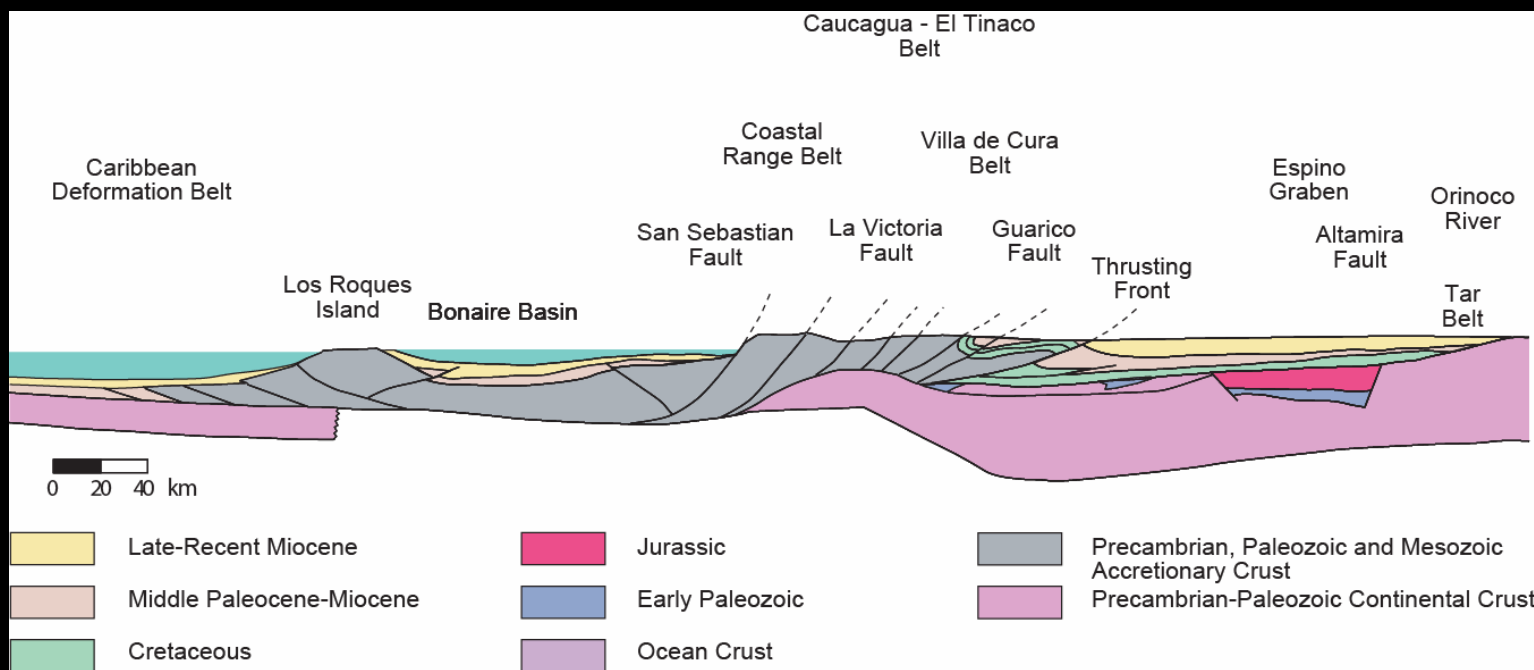 Caucagua - El Tinaco
Belt
Coastal
Range Belt
Villa de Cura
Belt
Caribbean
Deformation Belt
Espino
Graben
Orinoco
River
San Sebastian
Fault
La Victoria
Fault
Guarico
Fault
Altamira
Fault
Thrusting
Front
Los Roques
Island
Bonaire Basin
Tar
Belt
0 20 40 km
Late-Recent Miocene
Middle Paleocene-Miocene
Cretaceous
Jurassic
Early Paleozoic
Ocean Crust
Precambrian, Paleozoic and Mesozoic
Accretionary Crust
Precambrian-Paleozoic Continental Crust